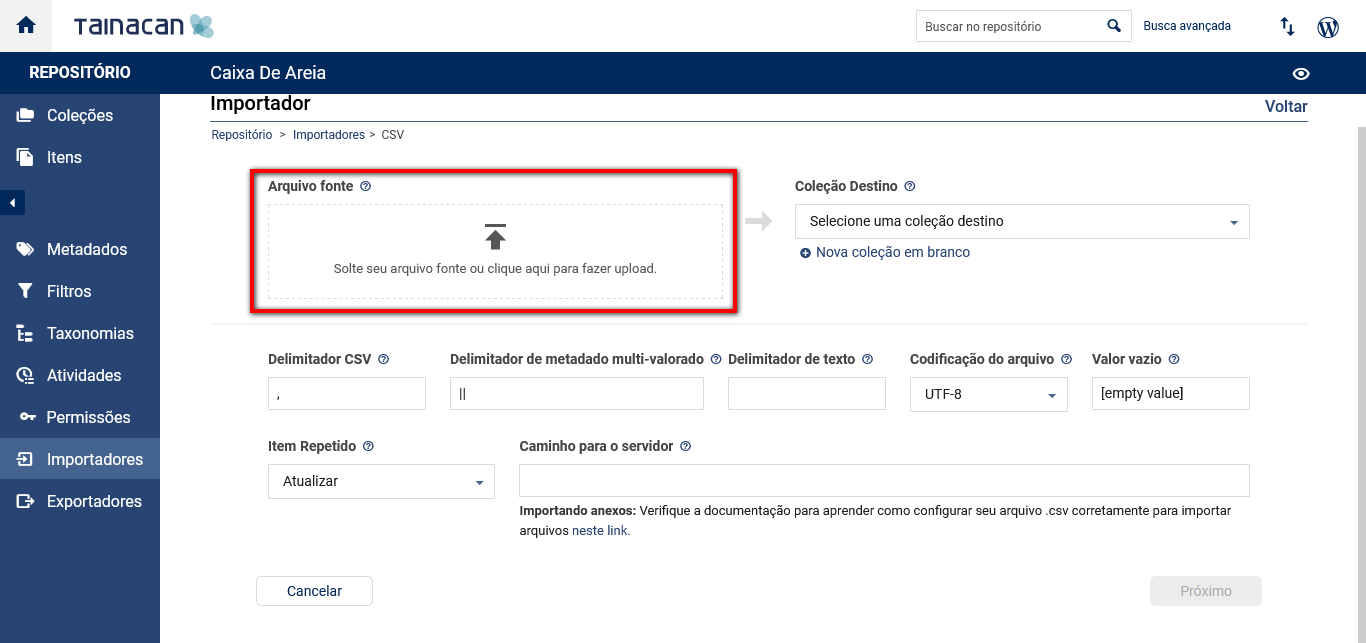 TAINACAN
Buscar no repositório
Busca avançada
REPOSITÓRIO
Caixa De Areia
Coleções
Itens
Metadados
Filtros
Taxonomias
Atividades
Permissões
Importadores
Exportadores
Importador
Voltar
Repositório > Importadores > CSV
Arquivo fonte
Solte seu arquivo fonte ou clique aqui para fazer upload.
Coleção Destino
Selecione uma coleção destino
Nova coleção em branco
Delimitador CSV
,
Delimitador de metadado multi-valorado
||
Delimitador de texto
Codificação do arquivo
UTF-8
Valor vazio
[empty value]
Item Repetido
Atualizar
Caminho para o servidor
Importando anexos: Verifique a documentação para aprender como configurar seu arquivo .csv corretamente para importar
arquivos neste link.
Cancelar
Próximo